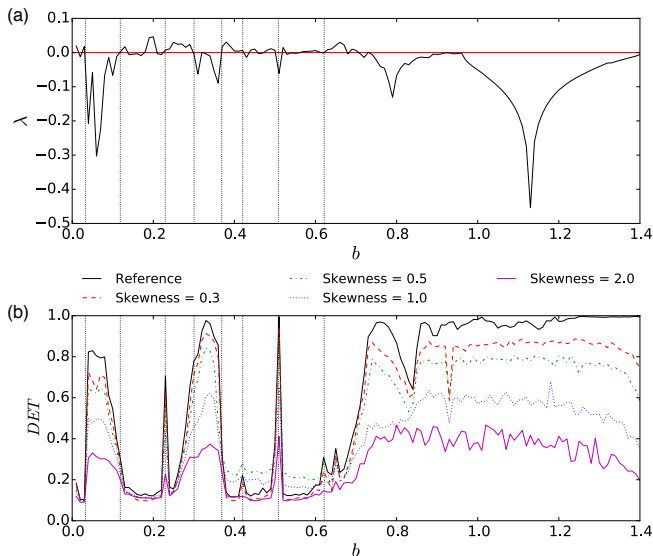 (a)
0.1
0.0
−0.1
−0.2
−0.3
−0.4
−0.5
λ
0.0 0.2 0.4 0.6 0.8 1.0 1.2 1.4
b
Reference
Skewness = 0.3
Skewness = 0.5
Skewness = 1.0
Skewness = 2.0
(b)
1.0
0.8
0.6
0.4
0.2
0.0
DET
0.0 0.2 0.4 0.6 0.8 1.0 1.2 1.4
b